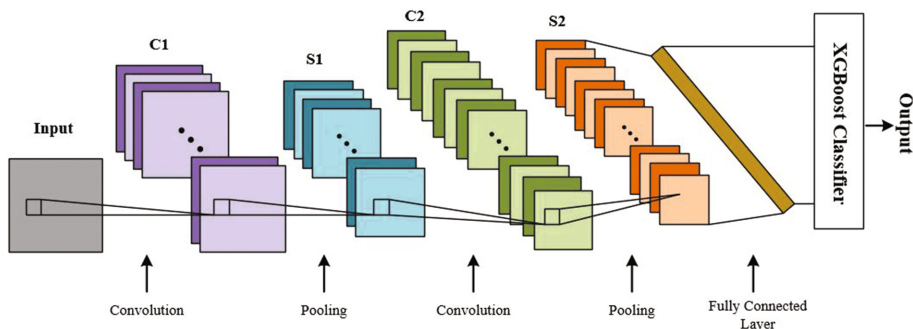 C1
S1
C2
S2
Input
XGBoost Classifier
Output
Convolution
Pooling
Convolution
Pooling
Fully Connected
Layer